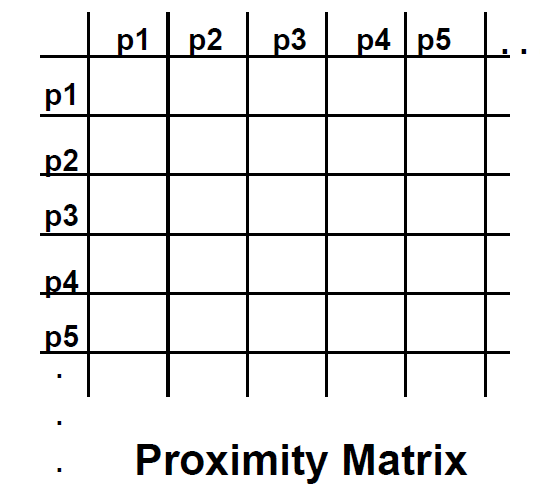 p1 p2 p3 p4 p5 . .
p1
p2
p3
p4
p5
.
.
.
Proximity Matrix